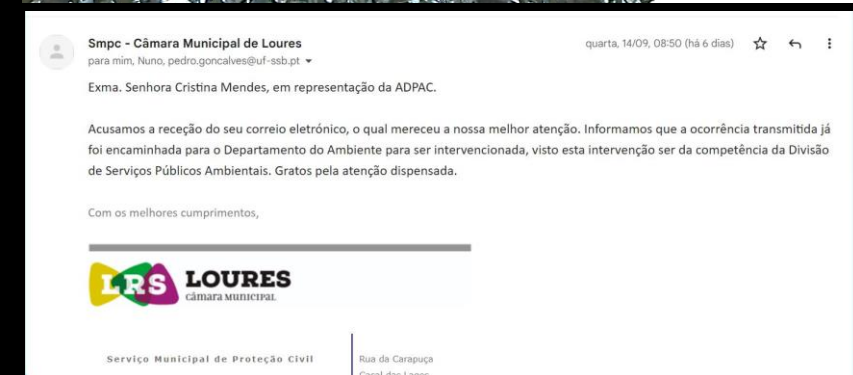 Smpc - Câmara Municipal de Loures
quarta, 14/09, 08:50 (há 6 dias)
para mim, Nuno, pedro.goncalves@uf-ssb.pt
Exma. Senhora Cristina Mendes, em representação da ADPAC.
Acusamos a receção do seu correio eletrónico, o qual mereceu a nossa melhor atenção. Informamos que a ocorrência transmitida já
foi encaminhada para o Departamento do Ambiente para ser intervencionada, visto esta intervenção ser da competência da Divisão
de Serviços Públicos Ambientais. Gratos pela atenção dispensada.
Com os melhores cumprimentos,
LRS LOURES
câmara municipal
Serviço Municipal de Proteção Civil
Rua da Carapuça
Casal das Lages